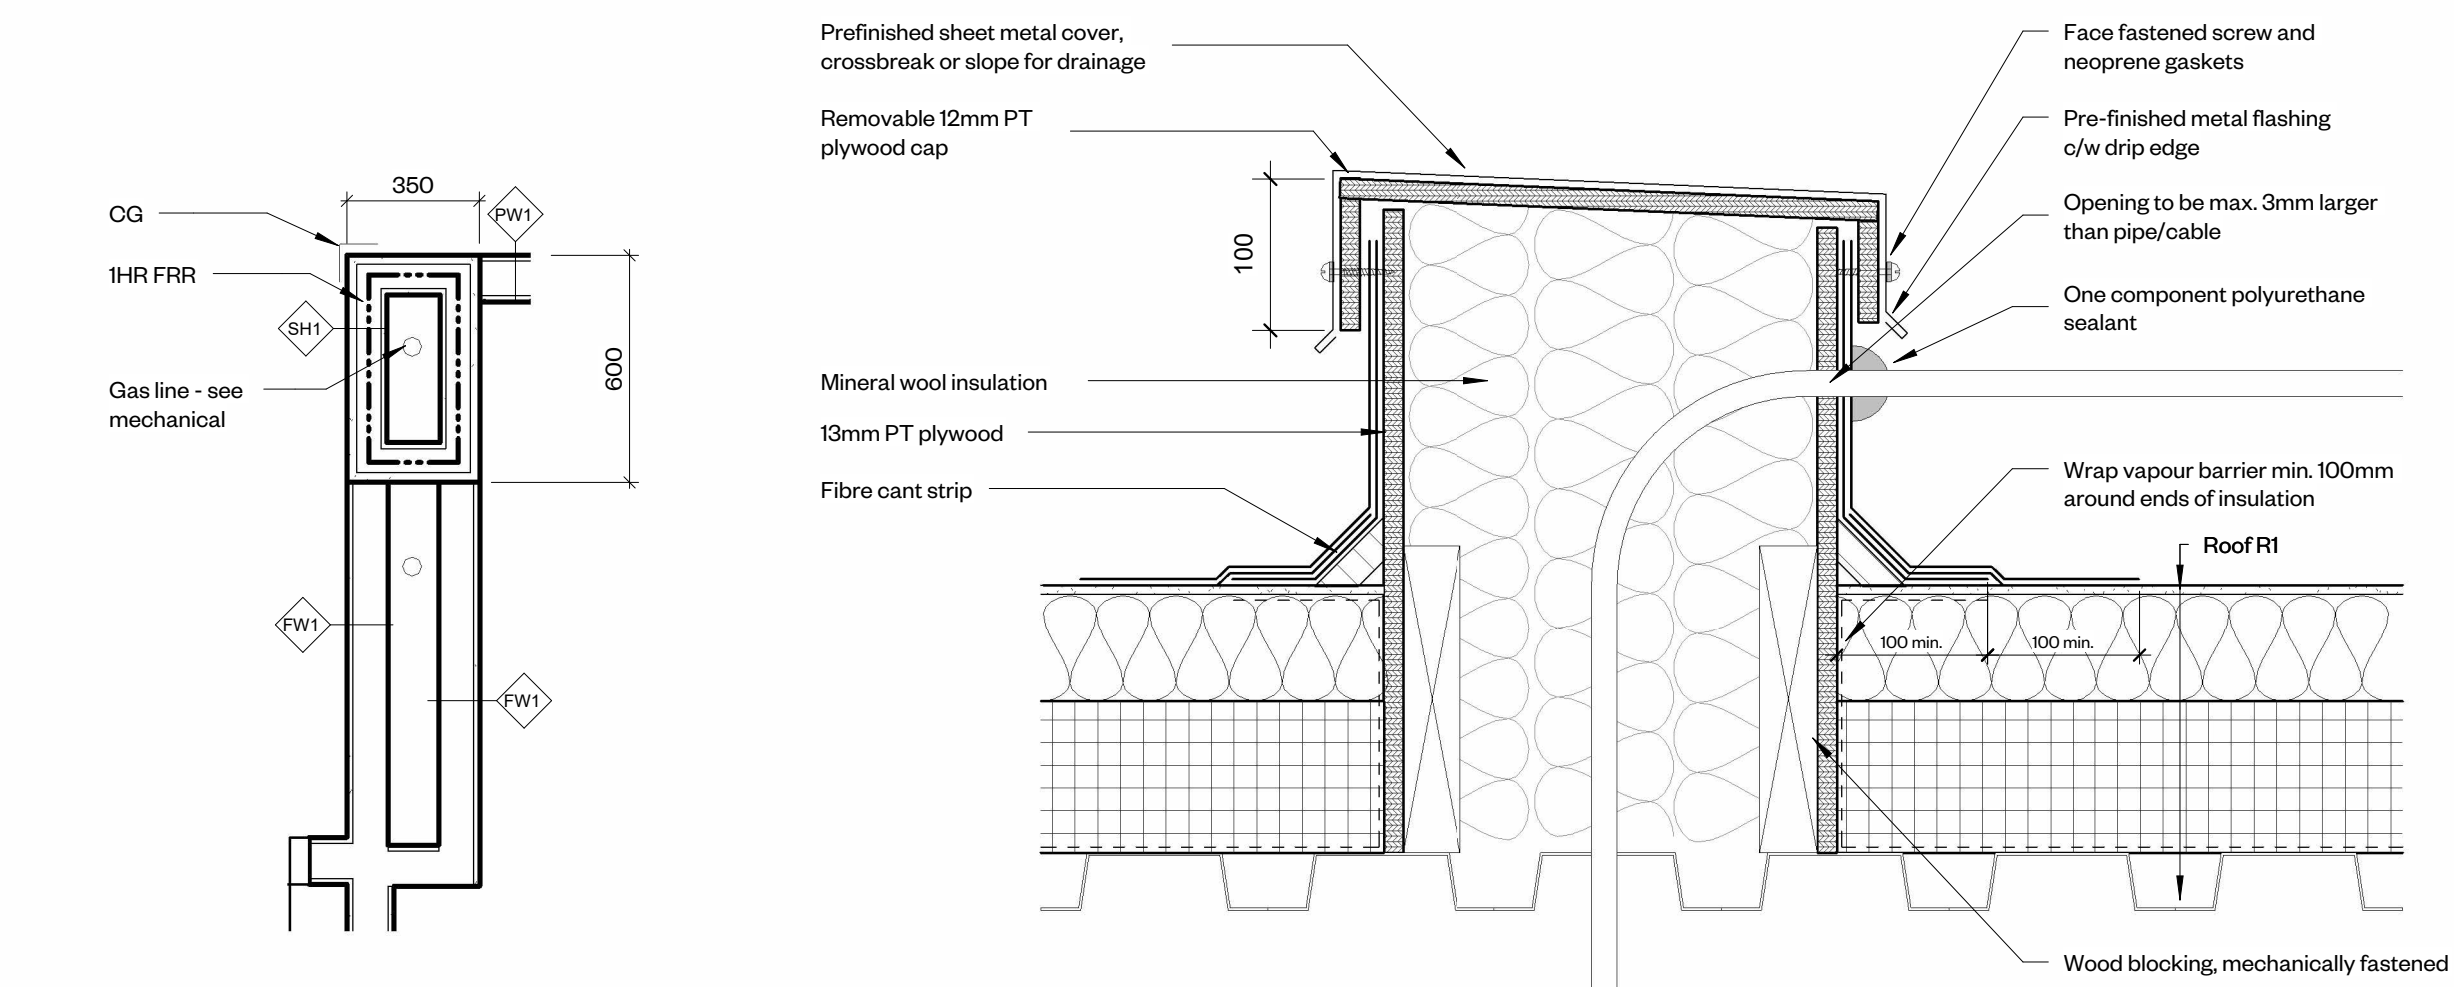 350
CG
PW1
1HR FRR
SH1
600
Gas line - see
mechanical
FW1
FW1
Prefinished sheet metal cover,
crossbreak or slope for drainage
Removable 12mm PT
plywood cap
100
Mineral wool insulation
13mm PT plywood
Fibre cant strip
Face fastened screw and
neoprene gaskets
Pre-finished metal flashing
c/w drip edge
Opening to be max. 3mm larger
than pipe/cable
One component polyurethane
sealant
Wrap vapour barrier min. 100mm
around ends of insulation
Roof R1
100 min.
100 min.
Wood blocking, mechanically fastened